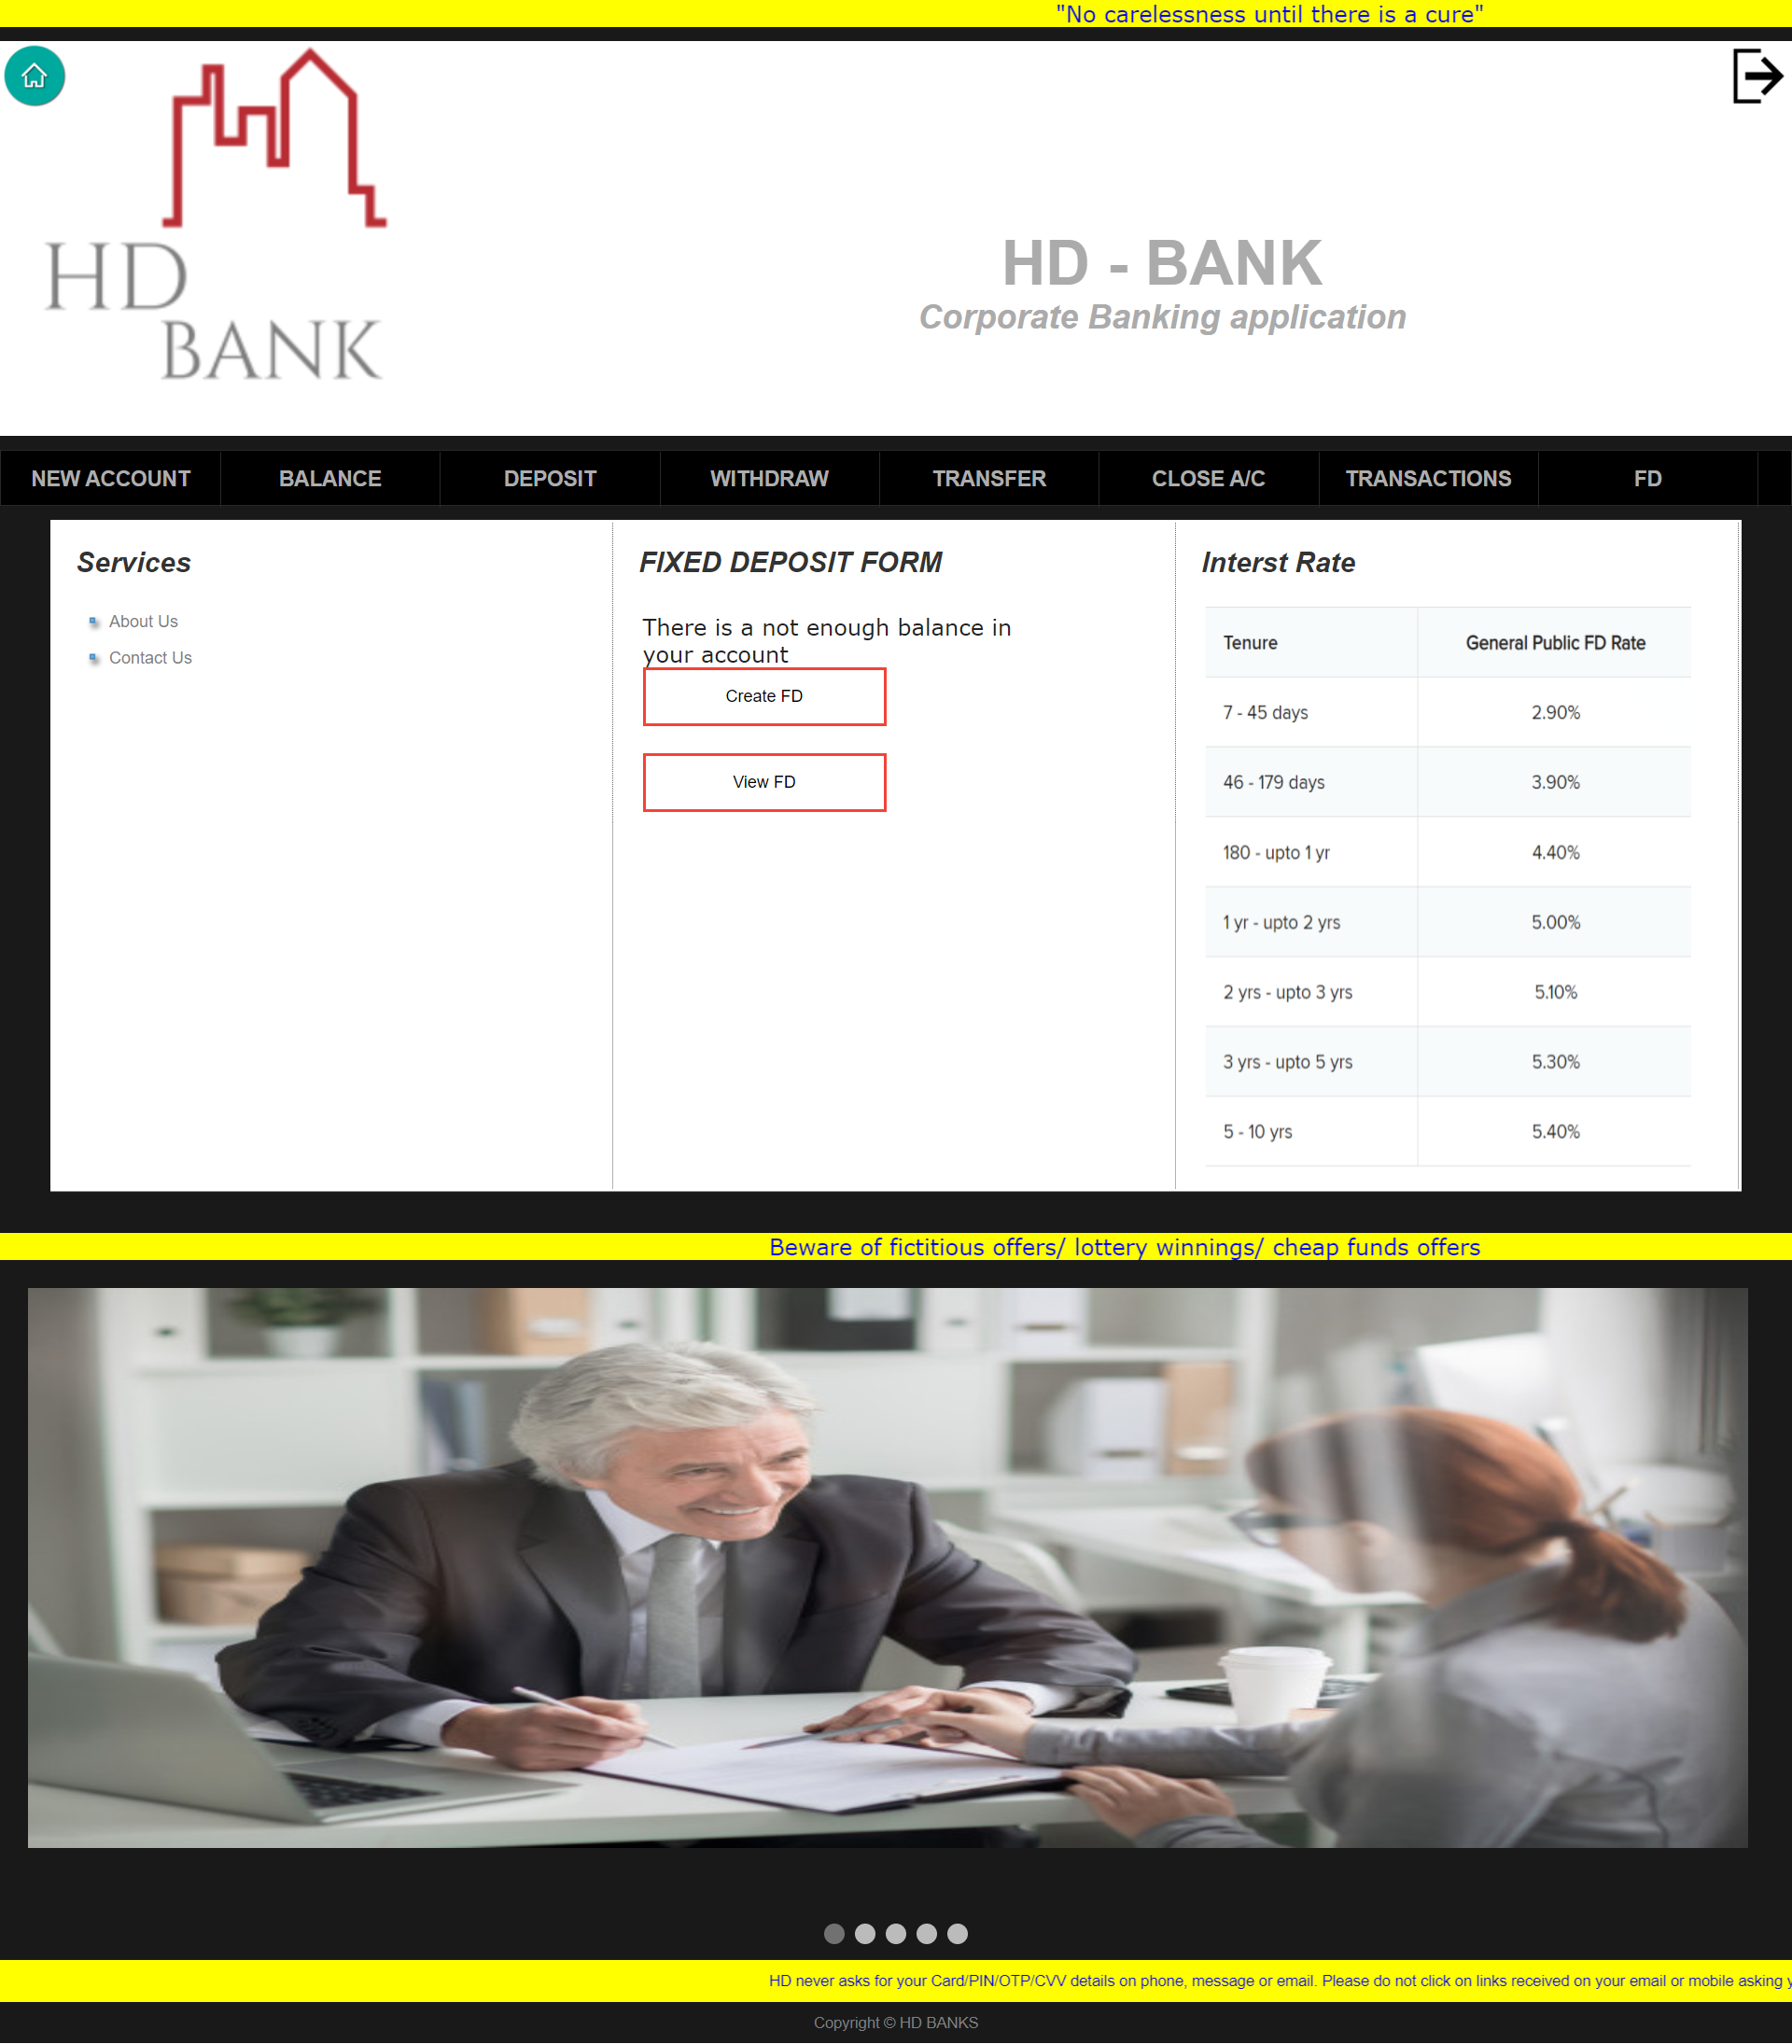 "No carelessness until there is a cure"
HD
BANK
HD - BANK
Corporate Banking application
NEW ACCOUNT BALANCE DEPOSIT WITHDRAW TRANSFER CLOSE A/C TRANSACTIONS FD
Services
About Us
Contact Us
FIXED DEPOSIT FORM
There is a not enough balance in
your account
Create FD
View FD
Interst Rate
Tenure General Public FD Rate
7 - 45 days 2.90%
46 - 179 days 3.90%
180 - upto 1 yr 4.40%
1 yr - upto 2 yrs 5.00%
2 yrs - upto 3 yrs 5.10%
3 yrs - upto 5 yrs 5.30%
5 - 10 yrs 5.40%
Beware of fictitious offers/ lottery winnings/ cheap funds offers
HD never asks for your Card/PIN/OTP/CVV details on phone, message or email. Please do not click on links received on your email or mobile asking
Copyright © HD BANKS